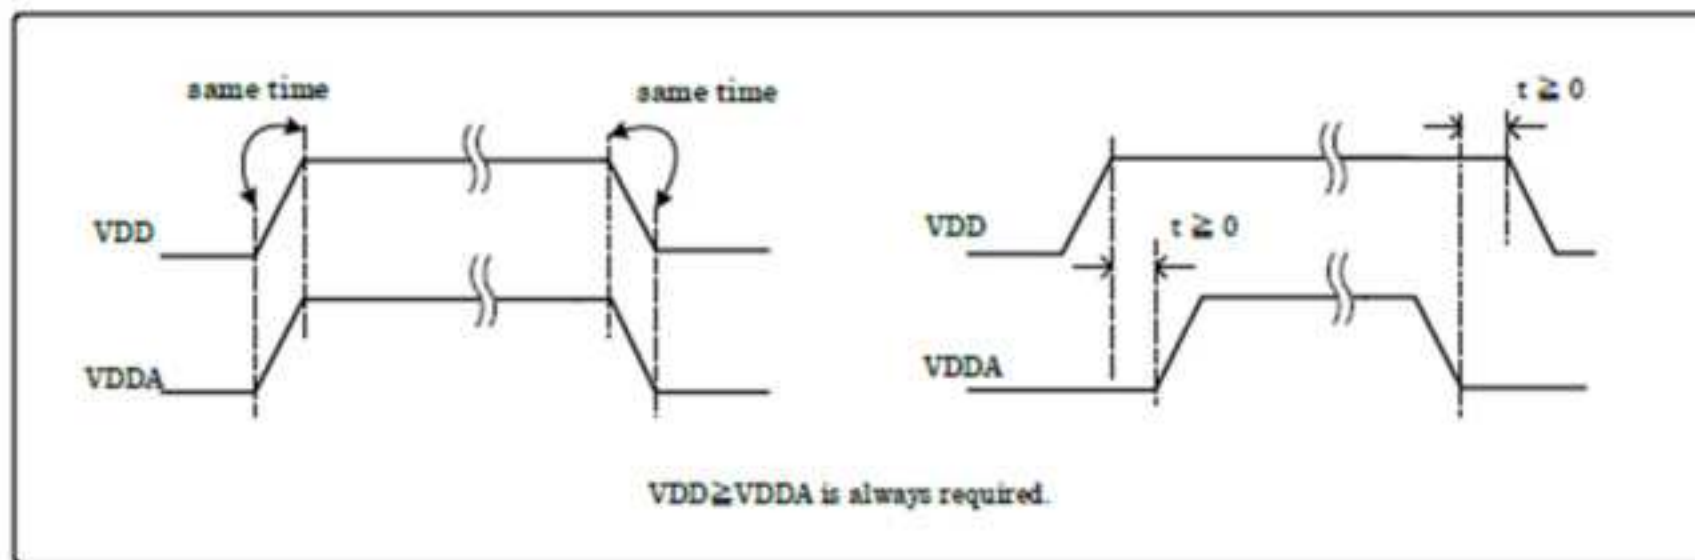 same time
same time
t ≧ 0
VDD
VDD
t ≧ 0
VDDA
VDDA
VDD≧VDDA is always required.